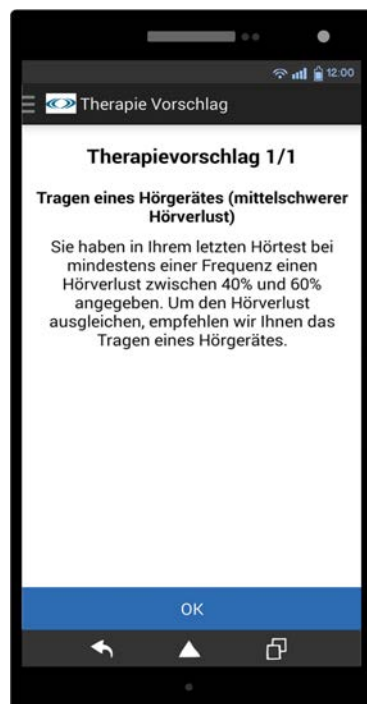 12:00
Therapie Vorschlag
Therapievorschlag 1/1
Tragen eines Hörgerätes (mittelschwerer
Hörverlust)
Sie haben in Ihrem letzten Hörtest bei
mindestens einer Frequenz einen
Hörverlust zwischen 40% und 60%
angegeben. Um den Hörverlust
ausgleichen, empfehlen wir Ihnen das
Tragen eines Hörgerätes.
OK